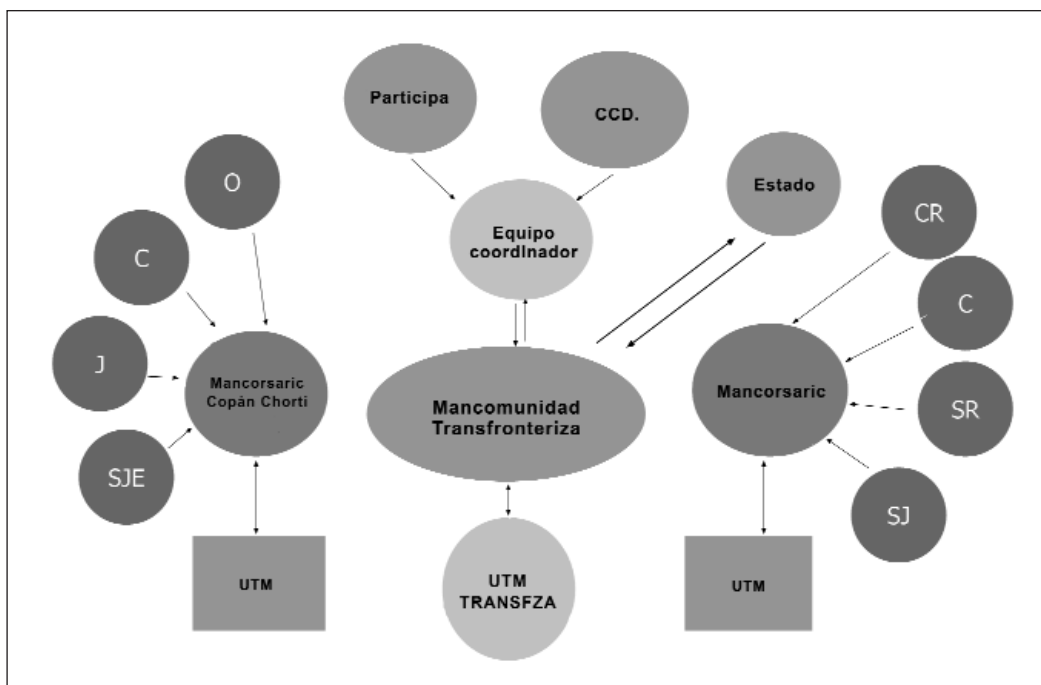 Participa
CCD.
O
Estado
CR
Equipo
coordInador
C
C
J
Mancorsaric
Copán Chorti
Mancomunidad
Transfronteriza
Mancorsaric
SR
SJE
SJ
UTM
UTM
TRANSFZA
UTM